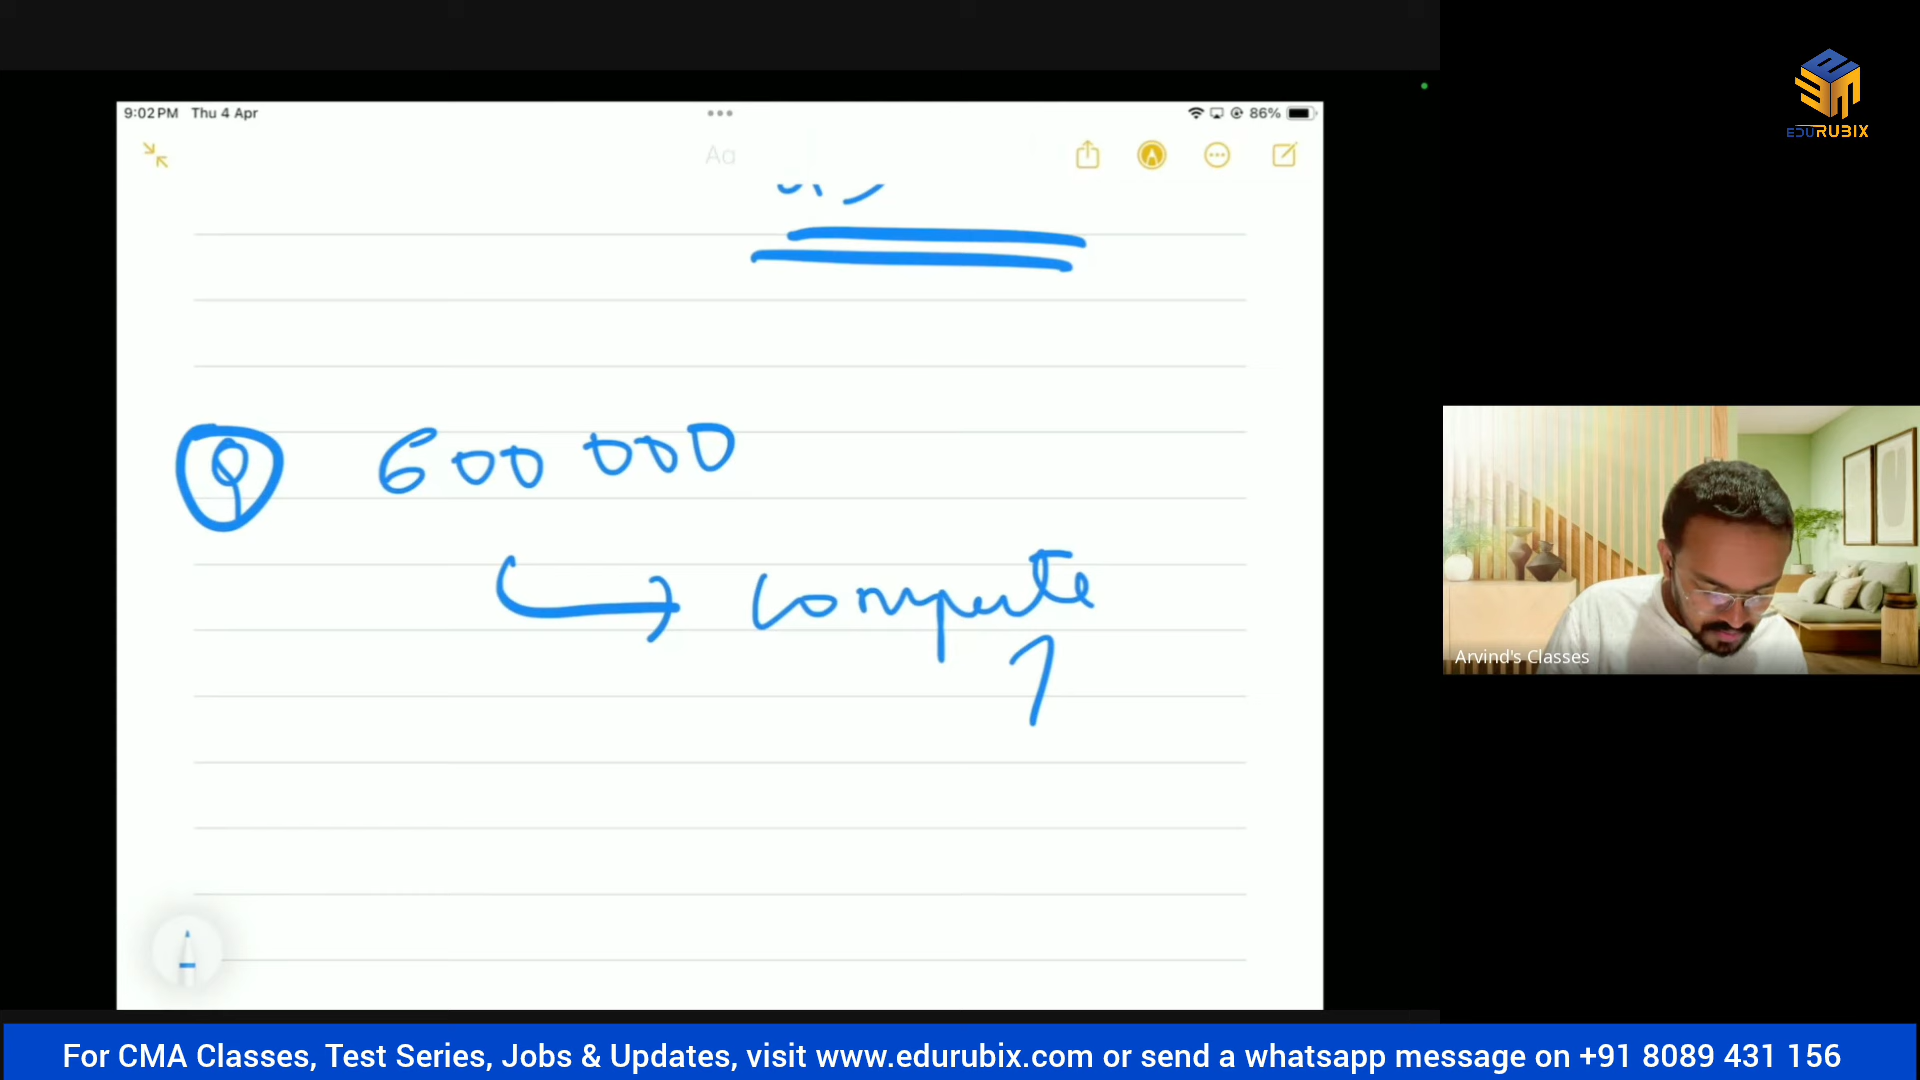 9:02 PM Thu 4 Apr
86%
Aa
EDURUBIX
Q 600 000
compute
Arvind's Classes
For CMA Classes, Test Series, Jobs & Updates, visit www.edurubix.com or send a whatsapp message on +91 8089 431 156